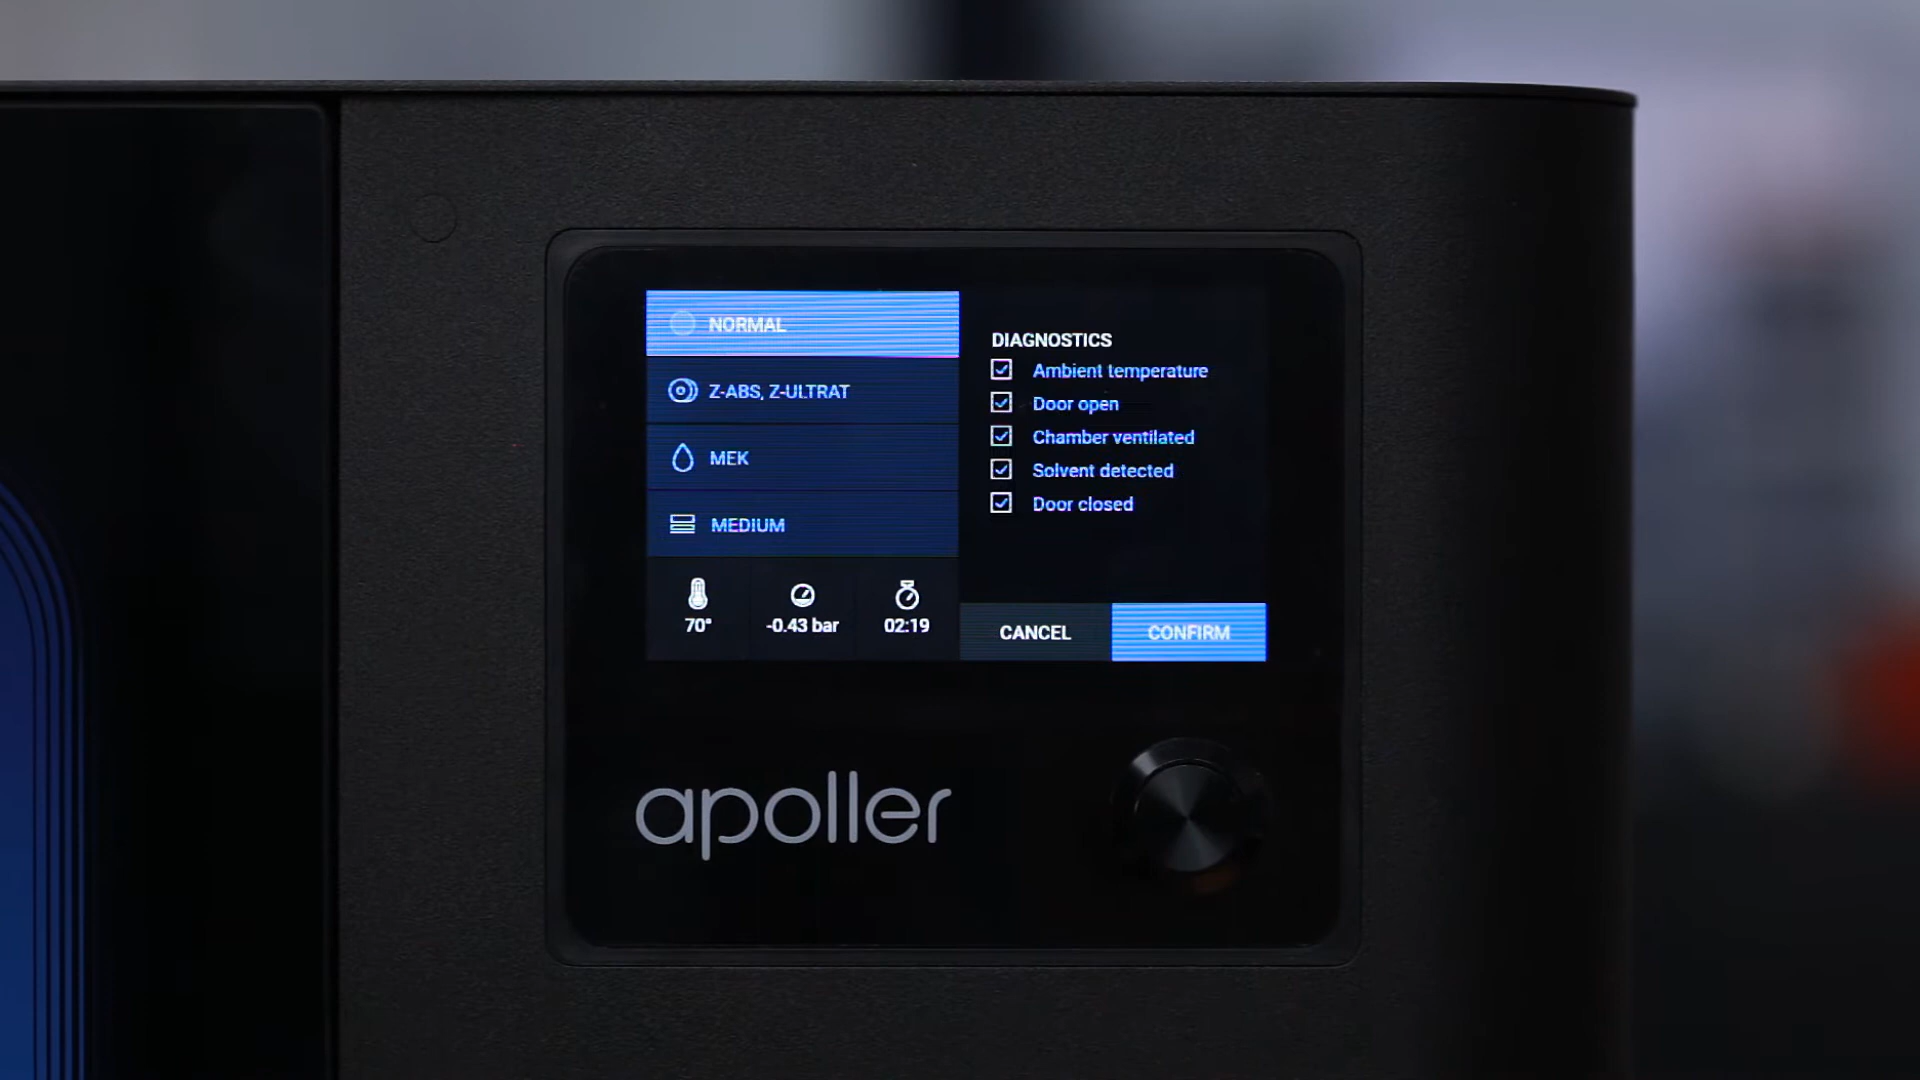 NORMAL
Z-ABS, Z-ULTRAT
MEK
MEDIUM
70°
-0.43 bar
02:19
DIAGNOSTICS
Ambient temperature
Door open
Chamber ventilated
Solvent detected
Door closed
CANCEL
CONFIRM
apoller